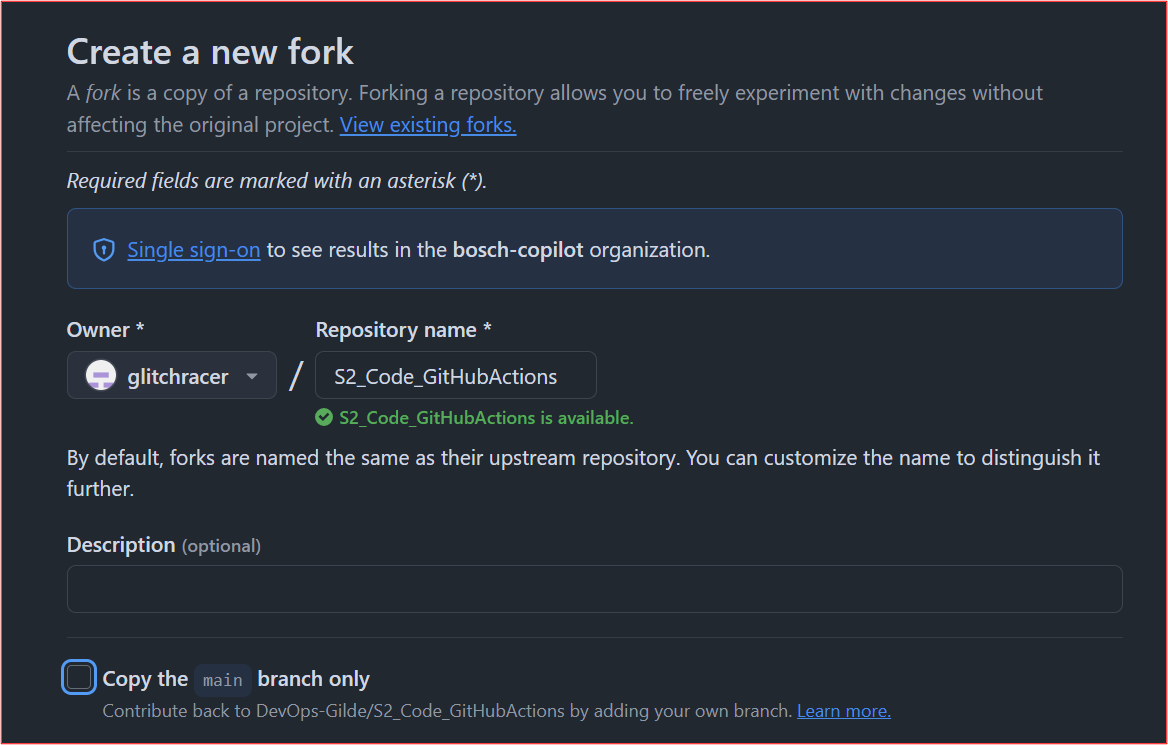 Create a new fork
A fork is a copy of a repository. Forking a repository allows you to freely experiment with changes without
affecting the original project. View existing forks.
Required fields are marked with an asterisk (*).
Single sign-on to see results in the bosch-copilot organization.
Owner * Repository name *
glitchracer / S2_Code_GitHubActions
S2_Code_GitHubActions is available.
By default, forks are named the same as their upstream repository. You can customize the name to distinguish it
further.
Description (optional)
Copy the main branch only
Contribute back to DevOps-Gilde/S2_Code_GitHubActions by adding your own branch. Learn more.